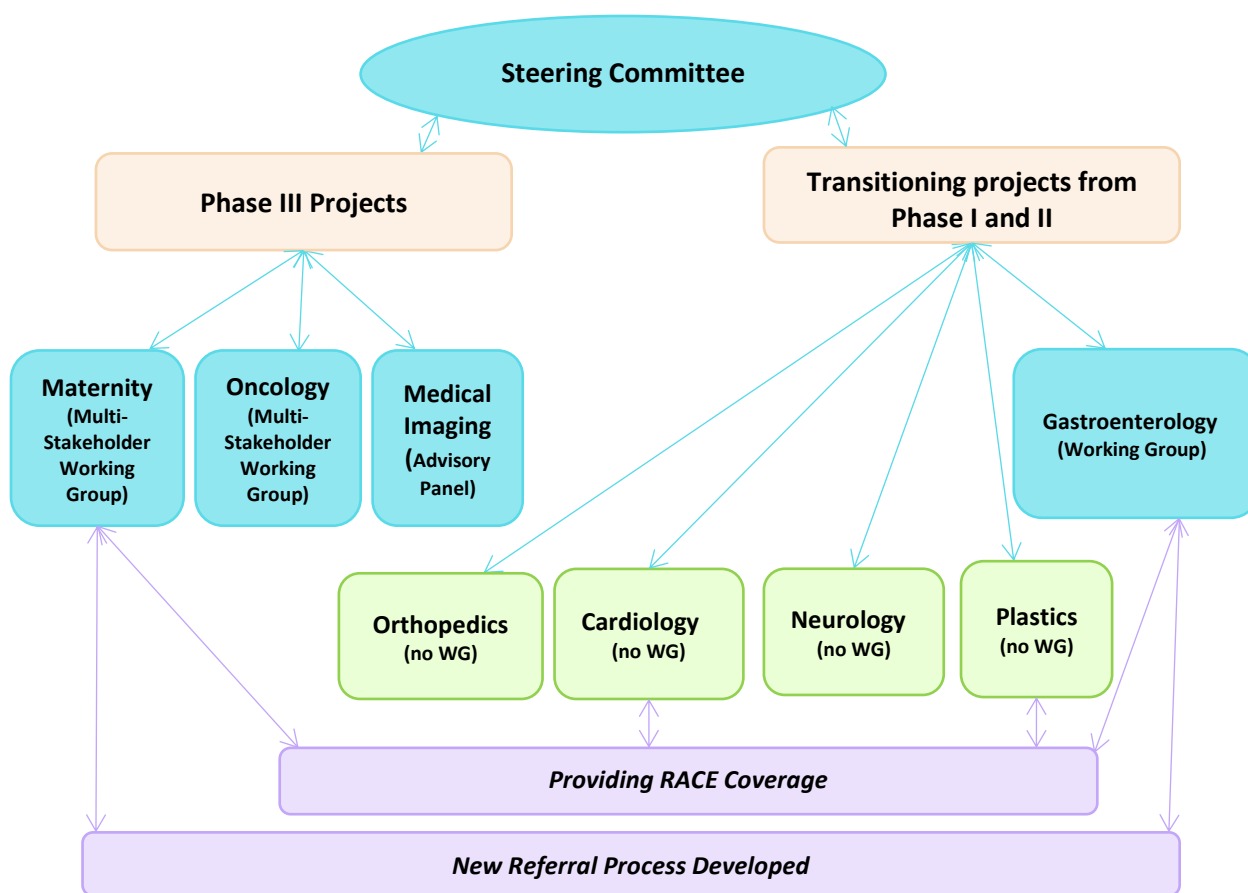 Steering Committee
Phase III Projects
Transitioning projects from
Phase I and II
Maternity
(Multi-
Stakeholder
Working
Group)
Oncology
(Multi-
Stakeholder
Working
Group)
Medical
Imaging
(Advisory
Panel)
Gastroenterology
(Working Group)
Orthopedics
(no WG)
Cardiology
(no WG)
Neurology
(no WG)
Plastics
(no WG)
Providing RACE Coverage
New Referral Process Developed